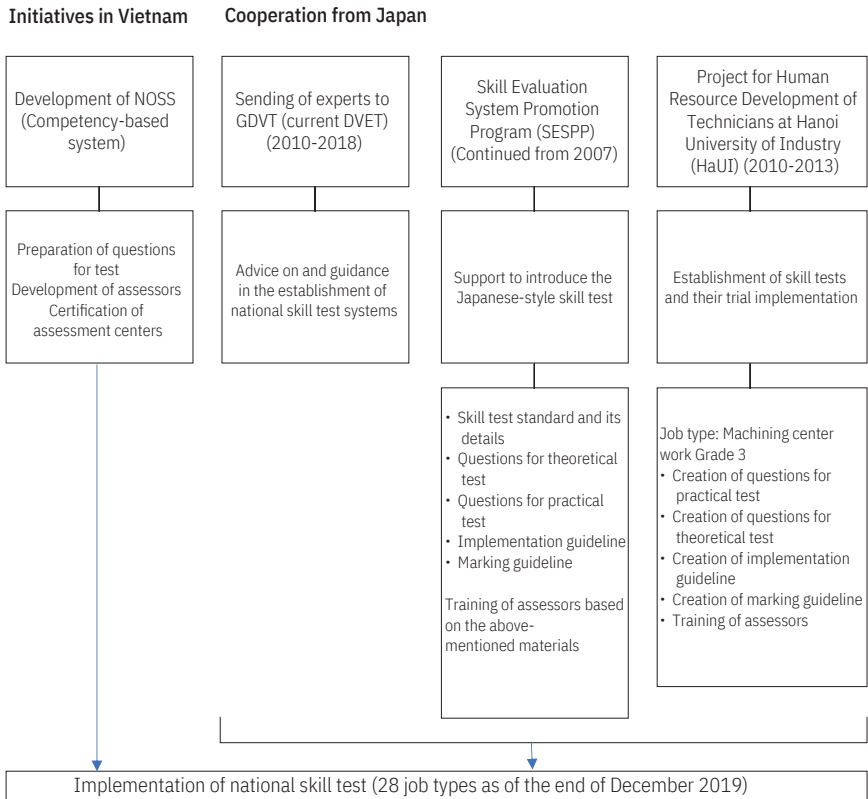 Initiatives in Vietnam
Cooperation from Japan
Development of NOSS
(Competency-based
system)
Sending of experts to
GDVT (current DVET)
(2010-2018)
Skill Evaluation
System Promotion
Program (SESPP)
(Continued from 2007)
Project for Human
Resource Development of
Technicians at Hanoi
University of Industry
(HaUI) (2010-2013)
Preparation of questions
for test
Development of assessors
Certification of
assessment centers
Advice on and guidance
in the establishment of
national skill test systems
Support to introduce the
Japanese-style skill test
Establishment of skill tests
and their trial implementation
• Skill test standard and its
details
• Questions for theoretical
test
• Questions for practical
test
• Implementation guideline
• Marking guideline
Training of assessors based
on the above-
mentioned materials
Job type: Machining center
work Grade 3
• Creation of questions for
practical test
• Creation of questions for
theoretical test
• Creation of implementation
guideline
• Creation of marking guideline
• Training of assessors
Implementation of national skill test (28 job types as of the end of December 2019)